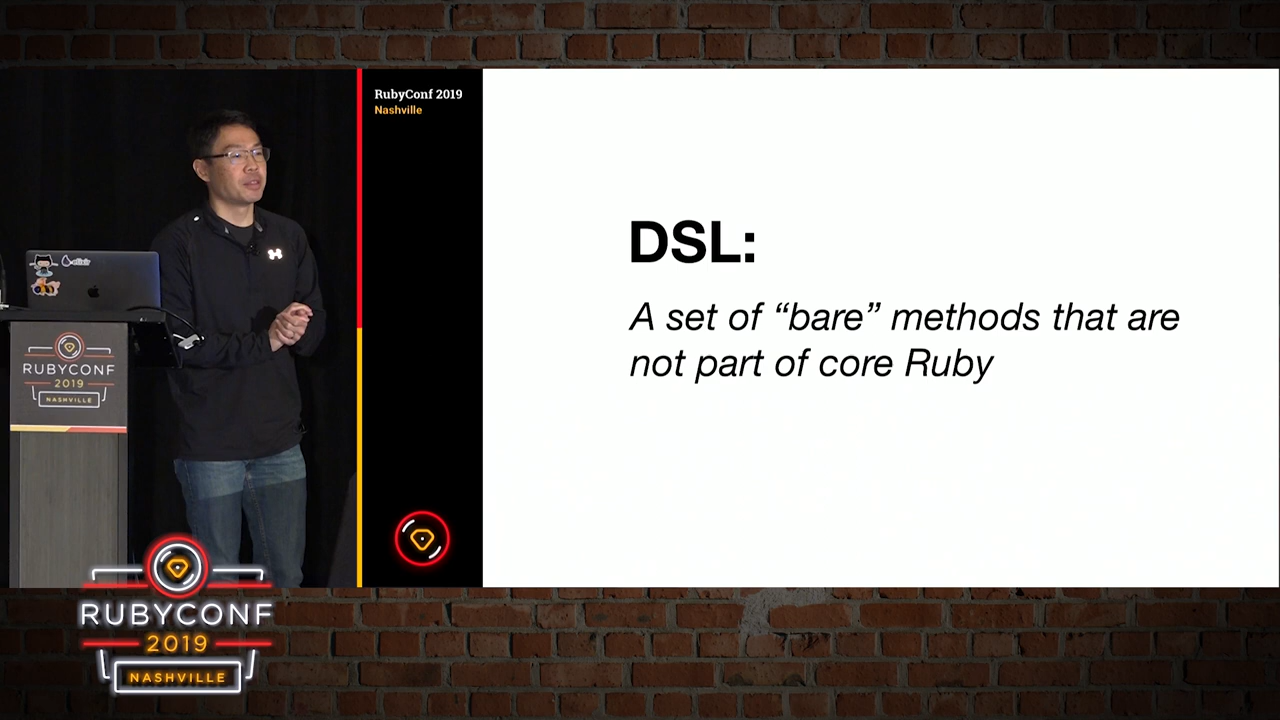 RubyConf 2019
Nashville
DSL:
A set of “bare” methods that are
not part of core Ruby
elixir
RUBYCONF
2019
NASHVILLE
RUBYCONF
2019
NASHVILLE